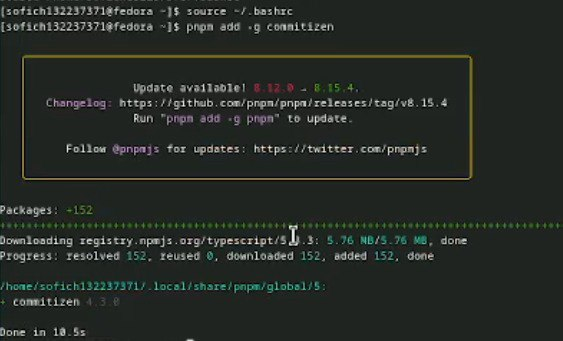 [sofich132237371@fedora ~]$ source ~/.bashrc
[sofich132237371@fedora ~]$ pnpm add -g commitizen
Update available! 8.12.0 → 8.15.4.
Changelog: https://github.com/pnpm/pnpm/releases/tag/v8.15.4
Run "pnpm add -g pnpm" to update.
Follow @pnpmjs for updates: https://twitter.com/pnpmjs
Packages: +152
++++++++++++++++++++++++++++++++++++++++++++++++++++++++++++++++++++++++++++++++
Downloading registry.npmjs.org/typescript/5. .3: 5.76 MB/5.76 MB, done
Progress: resolved 152, reused 0, downloaded 152, added 152, done
/home/sofich132237371/.local/share/pnpm/global/5:
+ commitizen 4.3.0
Done in 10.5s